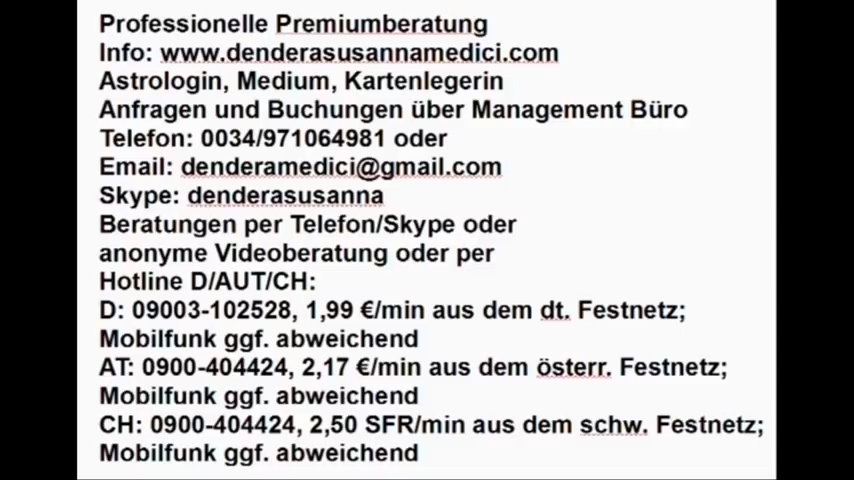 Professionelle Premiumberatung
Info: www.denderasusannamedici.com
Astrologin, Medium, Kartenlegerin
Anfragen und Buchungen über Management Büro
Telefon: 0034/971064981 oder
Email: denderamedici@gmail.com
Skype: denderasusanna
Beratungen per Telefon/Skype oder
anonyme Videoberatung oder per
Hotline D/AUT/CH:
D: 09003-102528, 1,99 €/min aus dem dt. Festnetz;
Mobilfunk ggf. abweichend
AT: 0900-404424, 2,17 €/min aus dem österr. Festnetz;
Mobilfunk ggf. abweichend
CH: 0900-404424, 2,50 SFR/min aus dem schw. Festnetz;
Mobilfunk ggf. abweichend